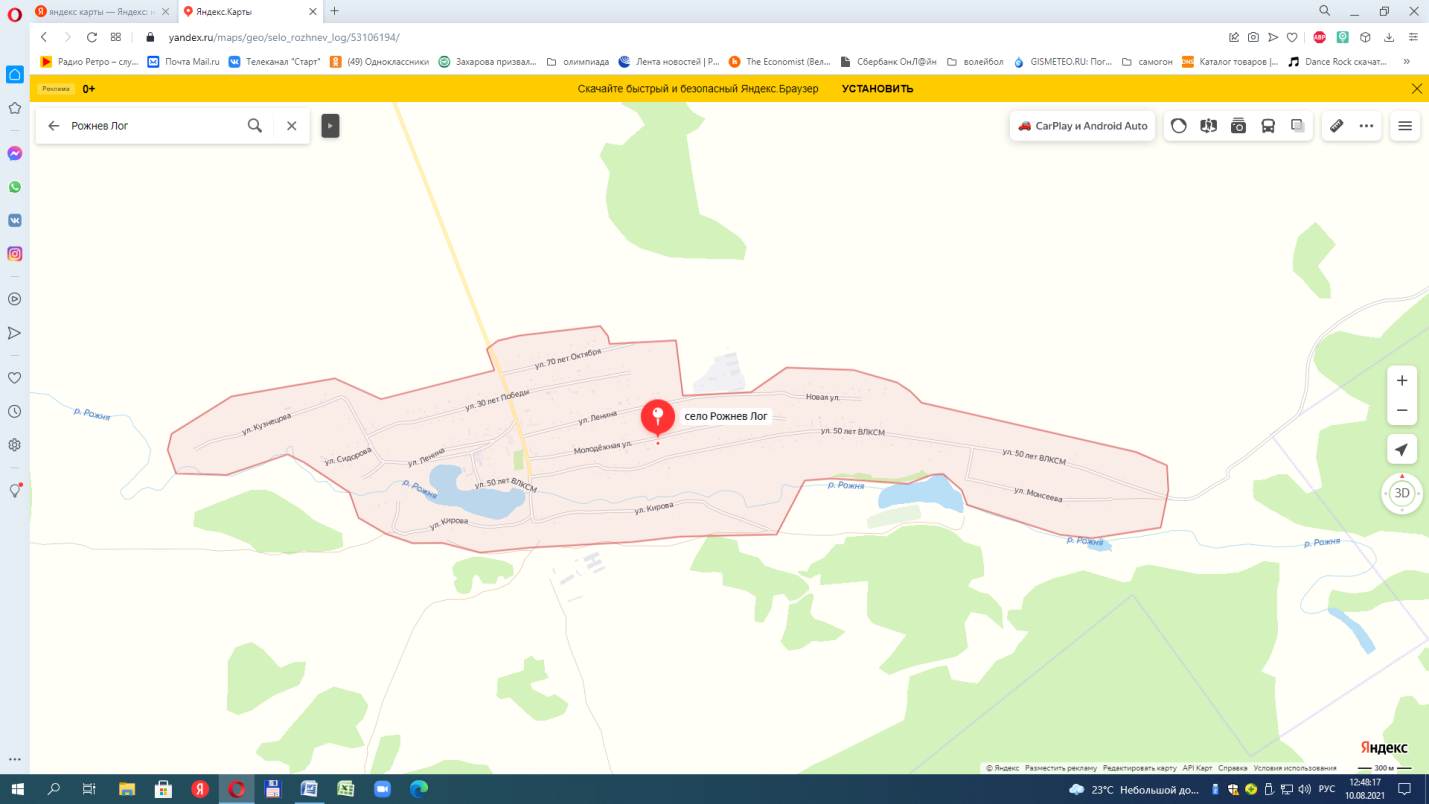 яндекс карты — Яндекс: н
Яндекс.Карты
yandex.ru/maps/geo/selo_rozhnev_log/53106194/
ABP
Радио Ретро – слу...
Почта Mail.ru
Телеканал "Старт"
(49) Одноклассники
Захарова призвал...
олимпиада
Лента новостей | Р...
The Economist (Вел...
Сбербанк ОнЛ@йн
волейбол
GISMETEO.RU: Пог...
самогон
DNS
Каталог товаров |...
Dance Rock скачат...
Реклама
0+
Скачайте быстрый и безопасный Яндекс.Браузер
УСТАНОВИТЬ
Рожнев Лог
CarPlay и Android Auto
ул. 70 лет Октября
ул. 30 лет Победы
Новая ул.
р. Рожня
ул. Кузнецова
ул. Ленина
село Рожнев Лог
ул. 50 лет ВЛКСМ
Молодёжная ул.
ул. Сидорова
ул. Ленина
ул. 50 лет ВЛКСМ
р. Рожня
ул. 50 лет ВЛКСМ
р. Рожня
ул. Моисеева
3D
ул. Кирова
ул. Кирова
р. Рожня
р. Рожня
Яндекс
© Яндекс Разместить рекламу Редактировать карту API Карт Справка Условия использования
300 м
23°C Небольшой до...
РУС
12:48:17
10.08.2021